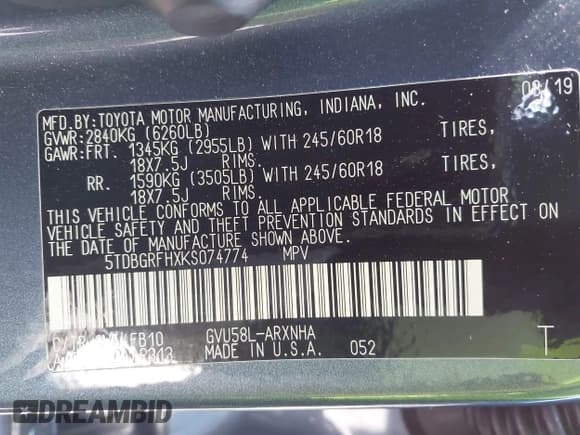 08/19
MFD.BY:TOYOTA MOTOR MANUFACTURING, INDIANA, INC.
GVWR:2840KG (6260LB)
GAWR:FRT. 1345KG (2955LB) WITH 245/60R18 TIRES,
18X7.5J RIMS.
RR. 1590KG (3505LB) WITH 245/60R18 TIRES,
18X7.5J RIMS.
THIS VEHICLE CONFORMS TO ALL APPLICABLE FEDERAL MOTOR
VEHICLE SAFETY AND THEFT PREVENTION STANDARDS IN EFFECT ON
THE DATE OF MANUFACTURE SHOWN ABOVE.
5TDBGRFHXKS074774 MPV
C/TR: FB10 GVU58L-ARXNHA
MADE IN U.S.A. 052 T
DREAMBID